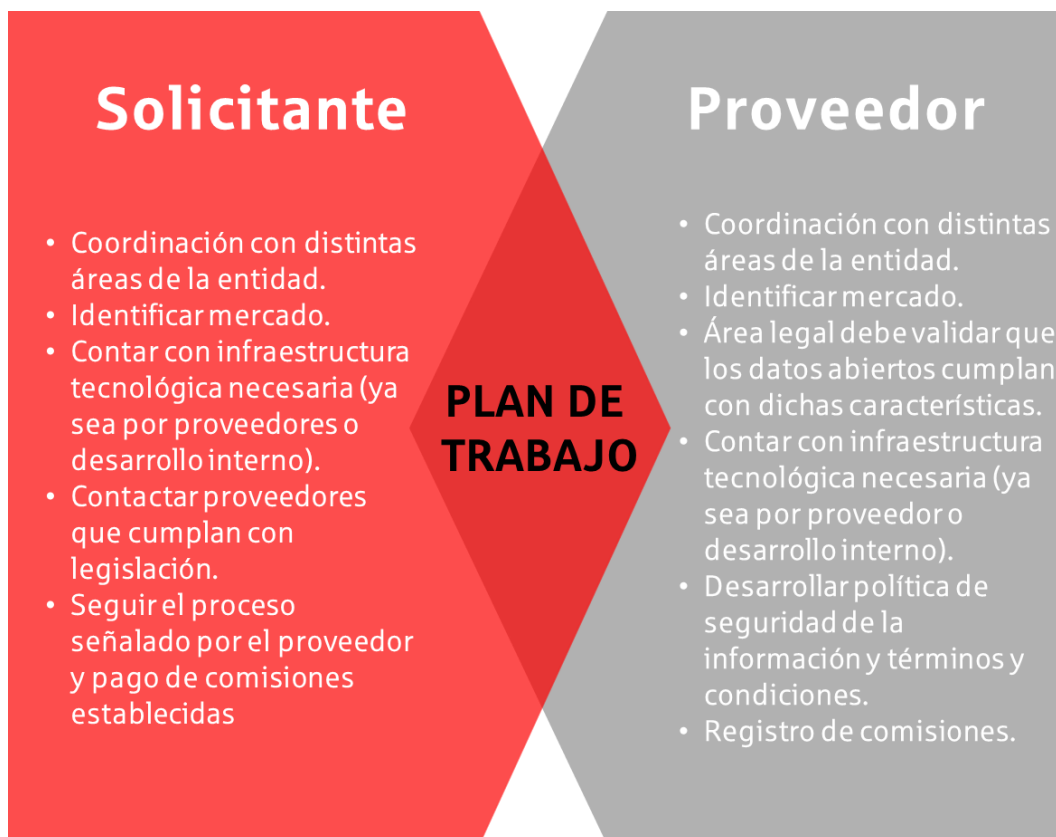 Solicitante
• Coordinación con distintas
áreas de la entidad.
• Identificar mercado.
• Contar con infraestructura
tecnológica necesaria (ya
sea por proveedores o
desarrollo interno).
• Contactar proveedores
que cumplan con
legislación.
• Seguir el proceso
señalado por el proveedor
y pago de comisiones
establecidas
PLAN DE
TRABAJO
Proveedor
• Coordinación con distintas
áreas de la entidad.
• Identificar mercado.
• Área legal debe validar que
los datos abiertos cumplan
con dichas características.
• Contar con infraestructura
tecnológica necesaria (ya
sea por proveedor o
desarrollo interno).
• Desarrollar política de
seguridad de la
información y términos y
condiciones.
• Registro de comisiones.